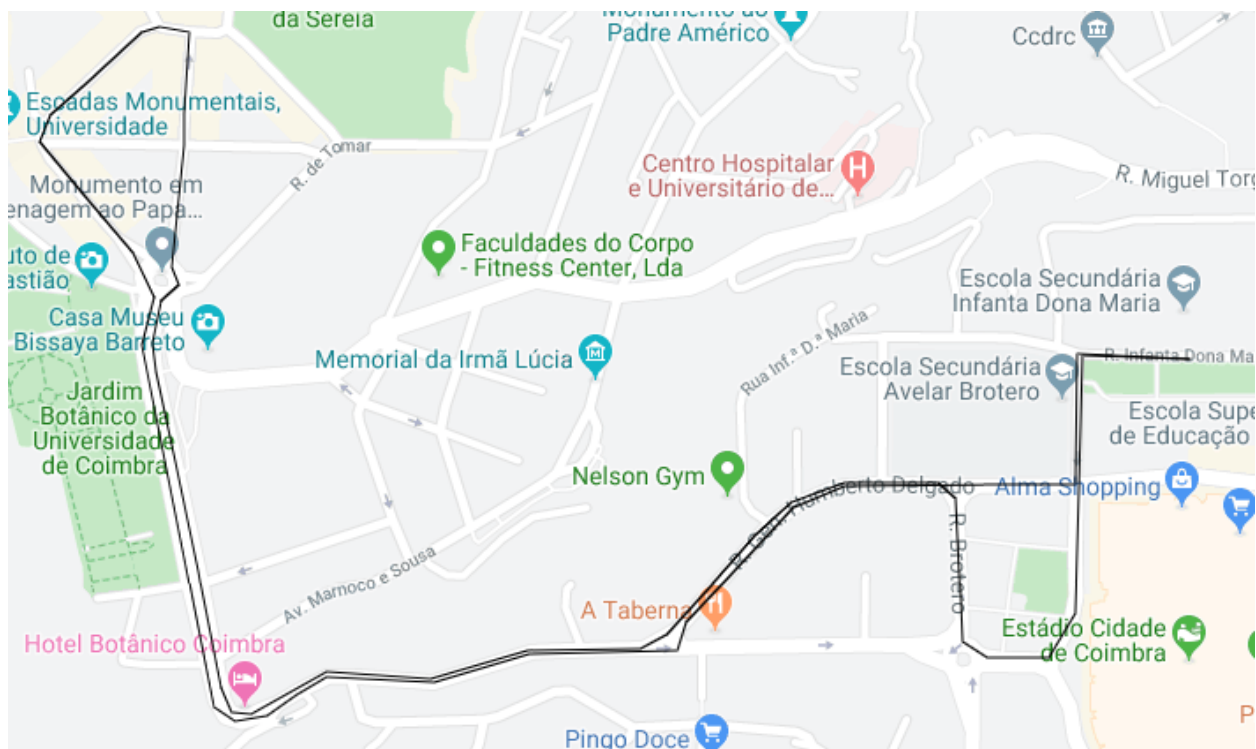 da Sereia
Monumento ao
Padre Américo
Ccdrc
Escadas Monumentais,
Universidade
R. de Tomar
Centro Hospitalar
e Universitário de...
R. Miguel Torg
Monumento em
enagem ao Papa...
Faculdades do Corpo
- Fitness Center, Lda
uto de
astião
Escola Secundária
Infanta Dona Maria
Casa Museu
Bissaya Barreto
Rua Inf.ª D.ª Maria
Memorial da Irmã Lúcia
R. Infanta Dona Ma
Escola Secundária
Avelar Brotero
Jardim
Botânico da
Universidade
de Coimbra
Escola Supe
de Educação
Nelson Gym
R. Gen. Humberto Delgado
Alma Shopping
R. Brotero
Av. Marnoco e Sousa
A Taberna
Hotel Botânico Coimbra
Estádio Cidade
de Coimbra
P
Pingo Doce